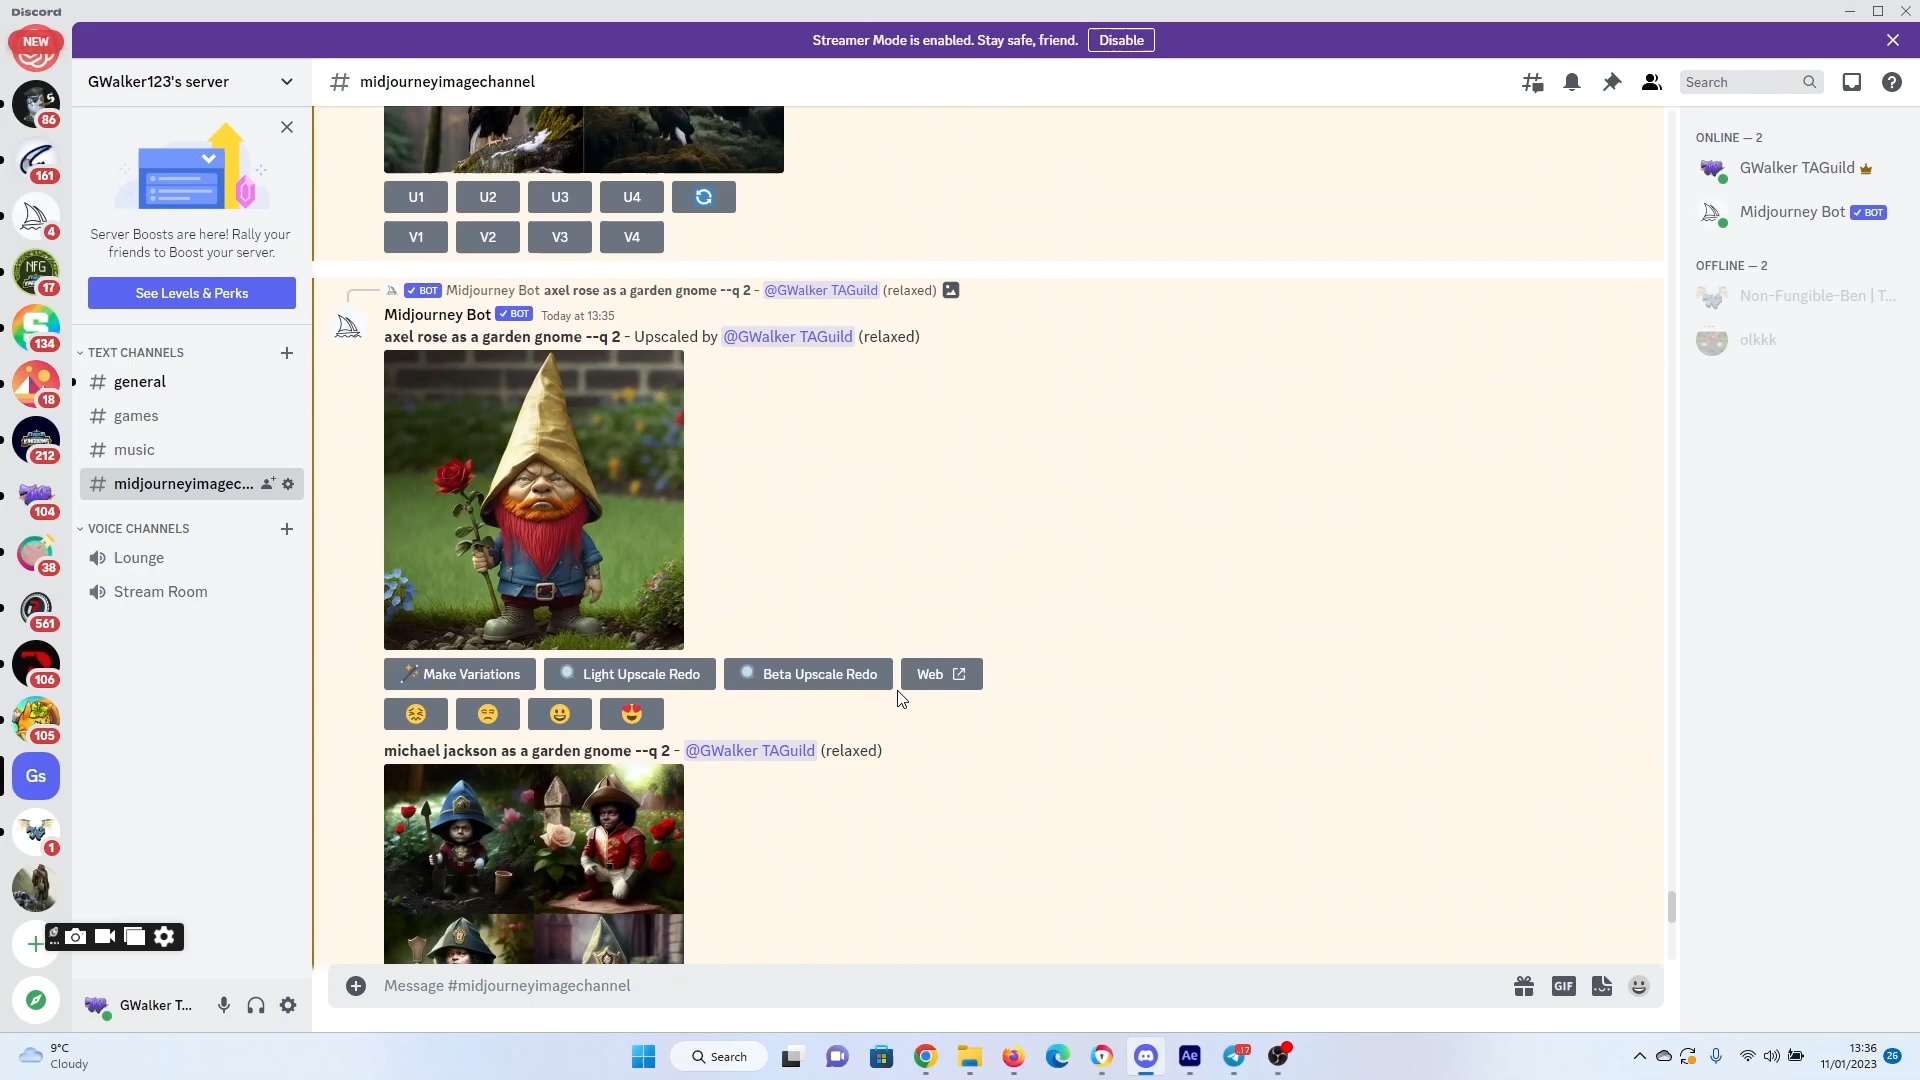 Discord
Streamer Mode is enabled. Stay safe, friend. Disable
NEW
86
161
4
17
134
18
212
104
38
561
106
105
Gs
1
NFG
GWalker123's server
Server Boosts are here! Rally your
friends to Boost your server.
See Levels & Perks
TEXT CHANNELS
general
games
music
midjourneyimagec...
VOICE CHANNELS
Lounge
Stream Room
GWalker T...
# midjourneyimagechannel
Search
U1 U2 U3 U4
V1 V2 V3 V4
✓ BOT Midjourney Bot axel rose as a garden gnome --q 2 - @GWalker TAGuild (relaxed)
Midjourney Bot ✓ BOT Today at 13:35
axel rose as a garden gnome --q 2 - Upscaled by @GWalker TAGuild (relaxed)
Make Variations Light Upscale Redo Beta Upscale Redo Web
michael jackson as a garden gnome --q 2 - @GWalker TAGuild (relaxed)
Message #midjourneyimagechannel
GIF
ONLINE — 2
GWalker TAGuild
Midjourney Bot ✓ BOT
OFFLINE — 2
Non-Fungible-Ben | T...
olkkk
9°C
Cloudy
Search
Ae
17
13:36
11/01/2023
26